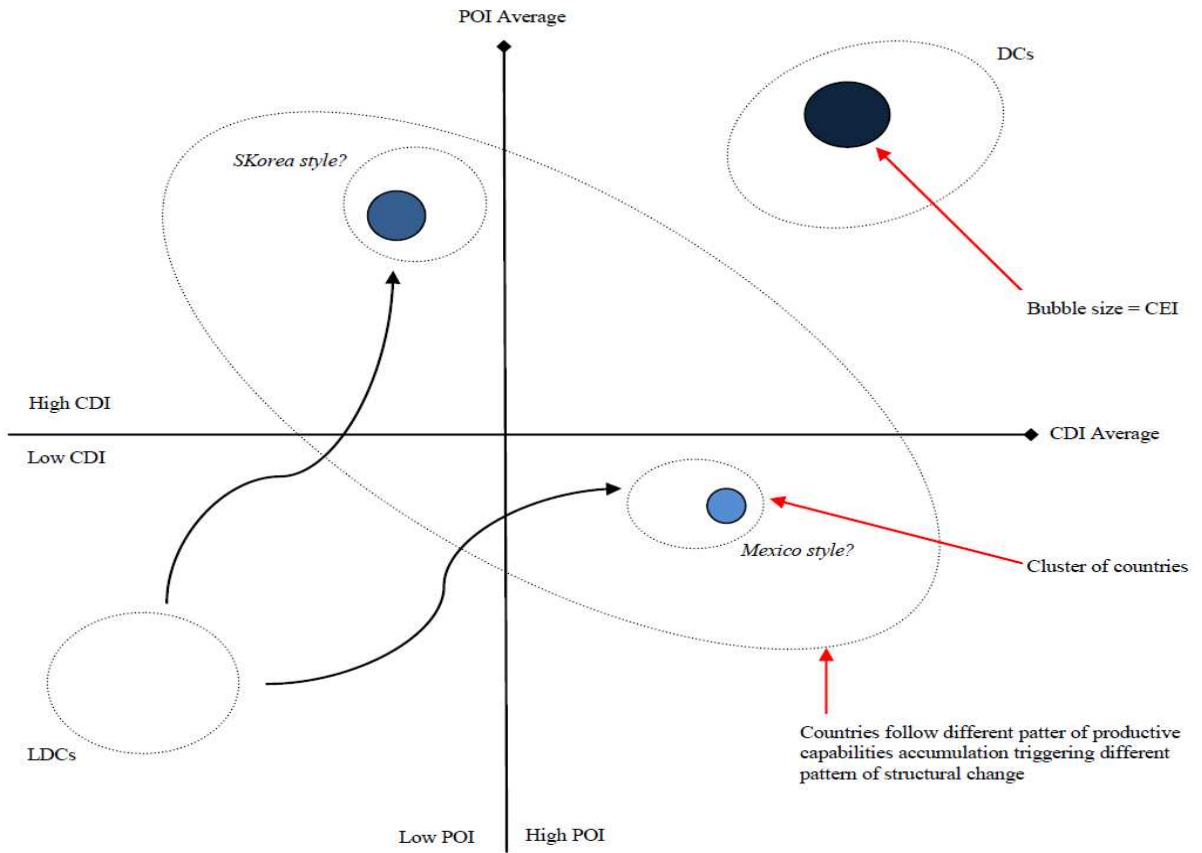 POI Average
DCs
SKorea style?
Bubble size = CEI
High CDI
CDI Average
Low CDI
Mexico style?
Cluster of countries
LDCs
Countries follow different patter of productive
capabilities accumulation triggering different
pattern of structural change
Low POI
High POI